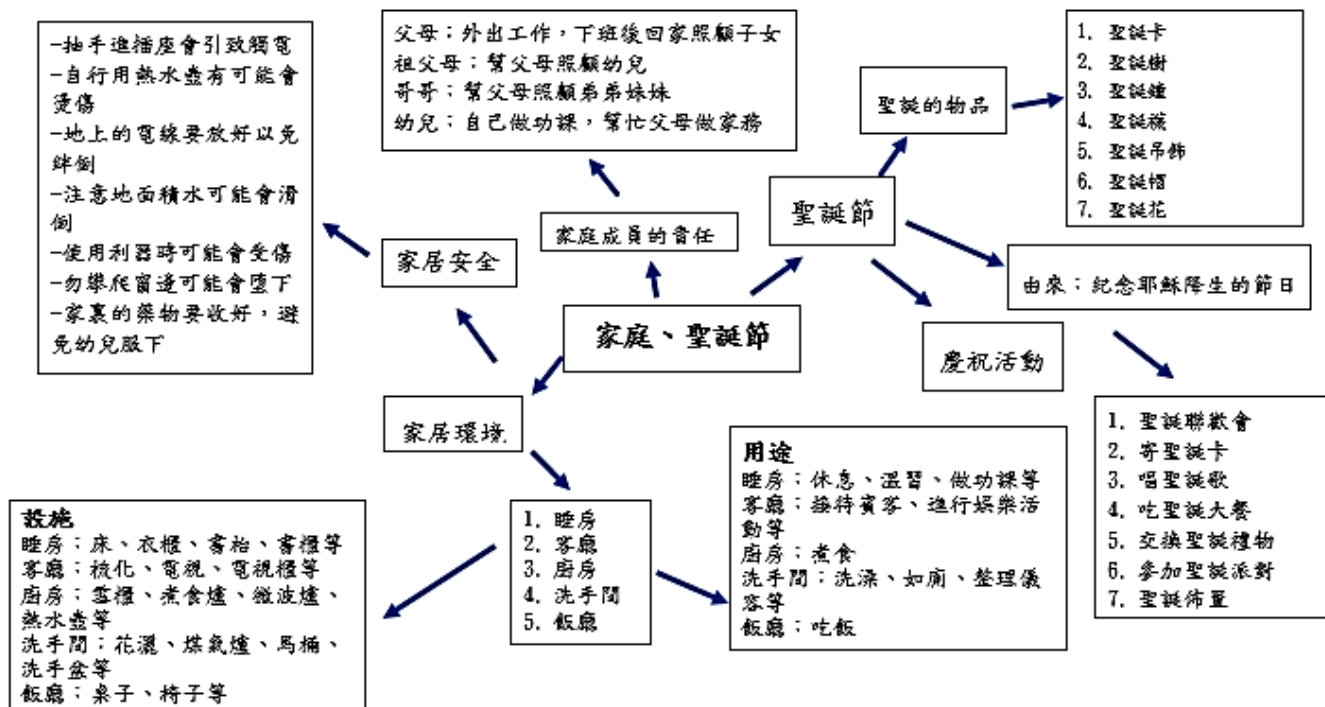 -抽手進插座會引致觸電
-自行用熱水壺有可能會
燙傷
-地上的電線要放好以免
絆倒
-注意地面積水可能會滑
倒
-使用利器時可能會受傷
-勿攀爬窗邊可能會墮下
-家裏的藥物要收好，避
免幼兒服下
父母：外出工作，下班後回家照顧子女
祖父母：幫父母照顧幼兒
哥哥：幫父母照顧弟弟妹妹
幼兒：自己做功課，幫忙父母做家務
聖誕的物品
1. 聖誕卡
2. 聖誕樹
3. 聖誕鐘
4. 聖誕襪
5. 聖誕吊飾
6. 聖誕帽
7. 聖誕花
聖誕節
家庭成員的責任
家居安全
由來：紀念耶穌降生的節日
家庭、聖誕節
慶祝活動
家居環境
1. 聖誕聯歡會
2. 寄聖誕卡
3. 唱聖誕歌
4. 吃聖誕大餐
5. 交換聖誕禮物
6. 參加聖誕派對
7. 聖誕佈置
用途
睡房：休息、溫習、做功課等
客廳：接待賓客、進行娛樂活
動等
廚房：煮食
洗手間：洗澡、如廁、整理儀
容等
飯廳：吃飯
1. 睡房
2. 客廳
3. 廚房
4. 洗手間
5. 飯廳
設施
睡房：床、衣櫃、書枱、書櫃等
客廳：梳化、電視、電視櫃等
廚房：雪櫃、煮食爐、微波爐、
熱水壺等
洗手間：花灑、煤氣爐、馬桶、
洗手盆等
飯廳：桌子、椅子等